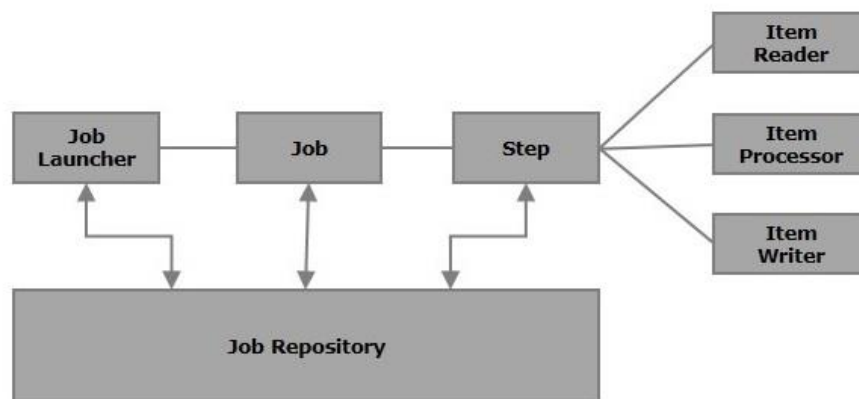 Item
Reader
Job
Launcher
Job
Step
Item
Processor
Item
Writer
Job Repository